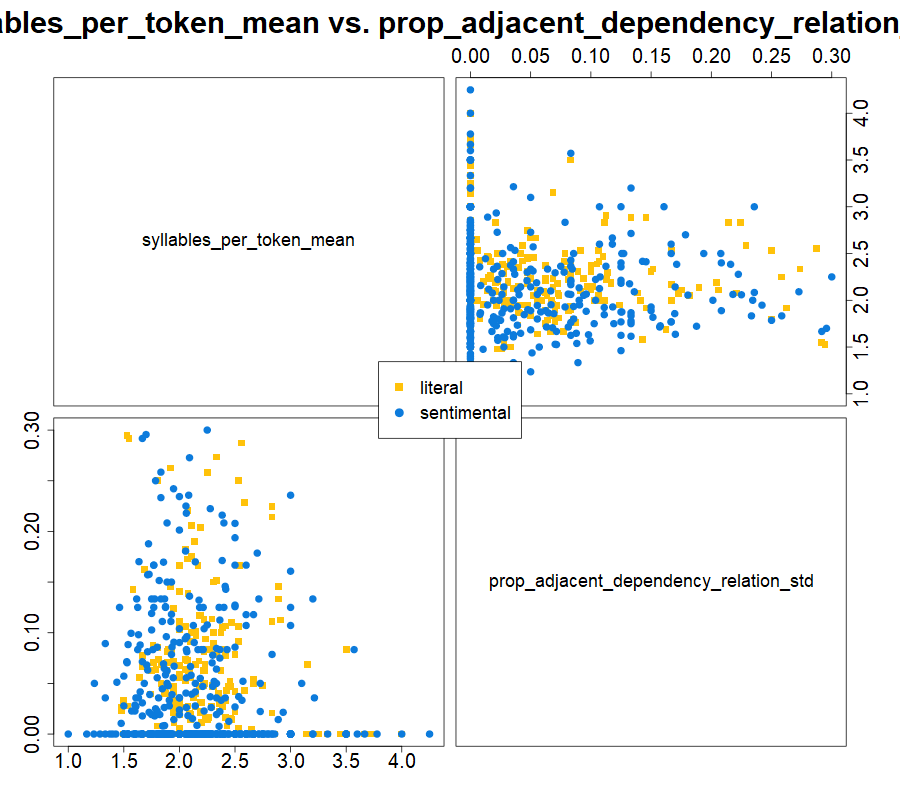 ables_per_token_mean vs. prop_adjacent_dependency_relation_
0.00 0.05 0.10 0.15 0.20 0.25 0.30
syllables_per_token_mean
4.0
3.5
3.0
2.5
2.0
1.5
1.0
literal
sentimental
0.30
0.20
0.10
0.00
prop_adjacent_dependency_relation_std
1.0 1.5 2.0 2.5 3.0 3.5 4.0